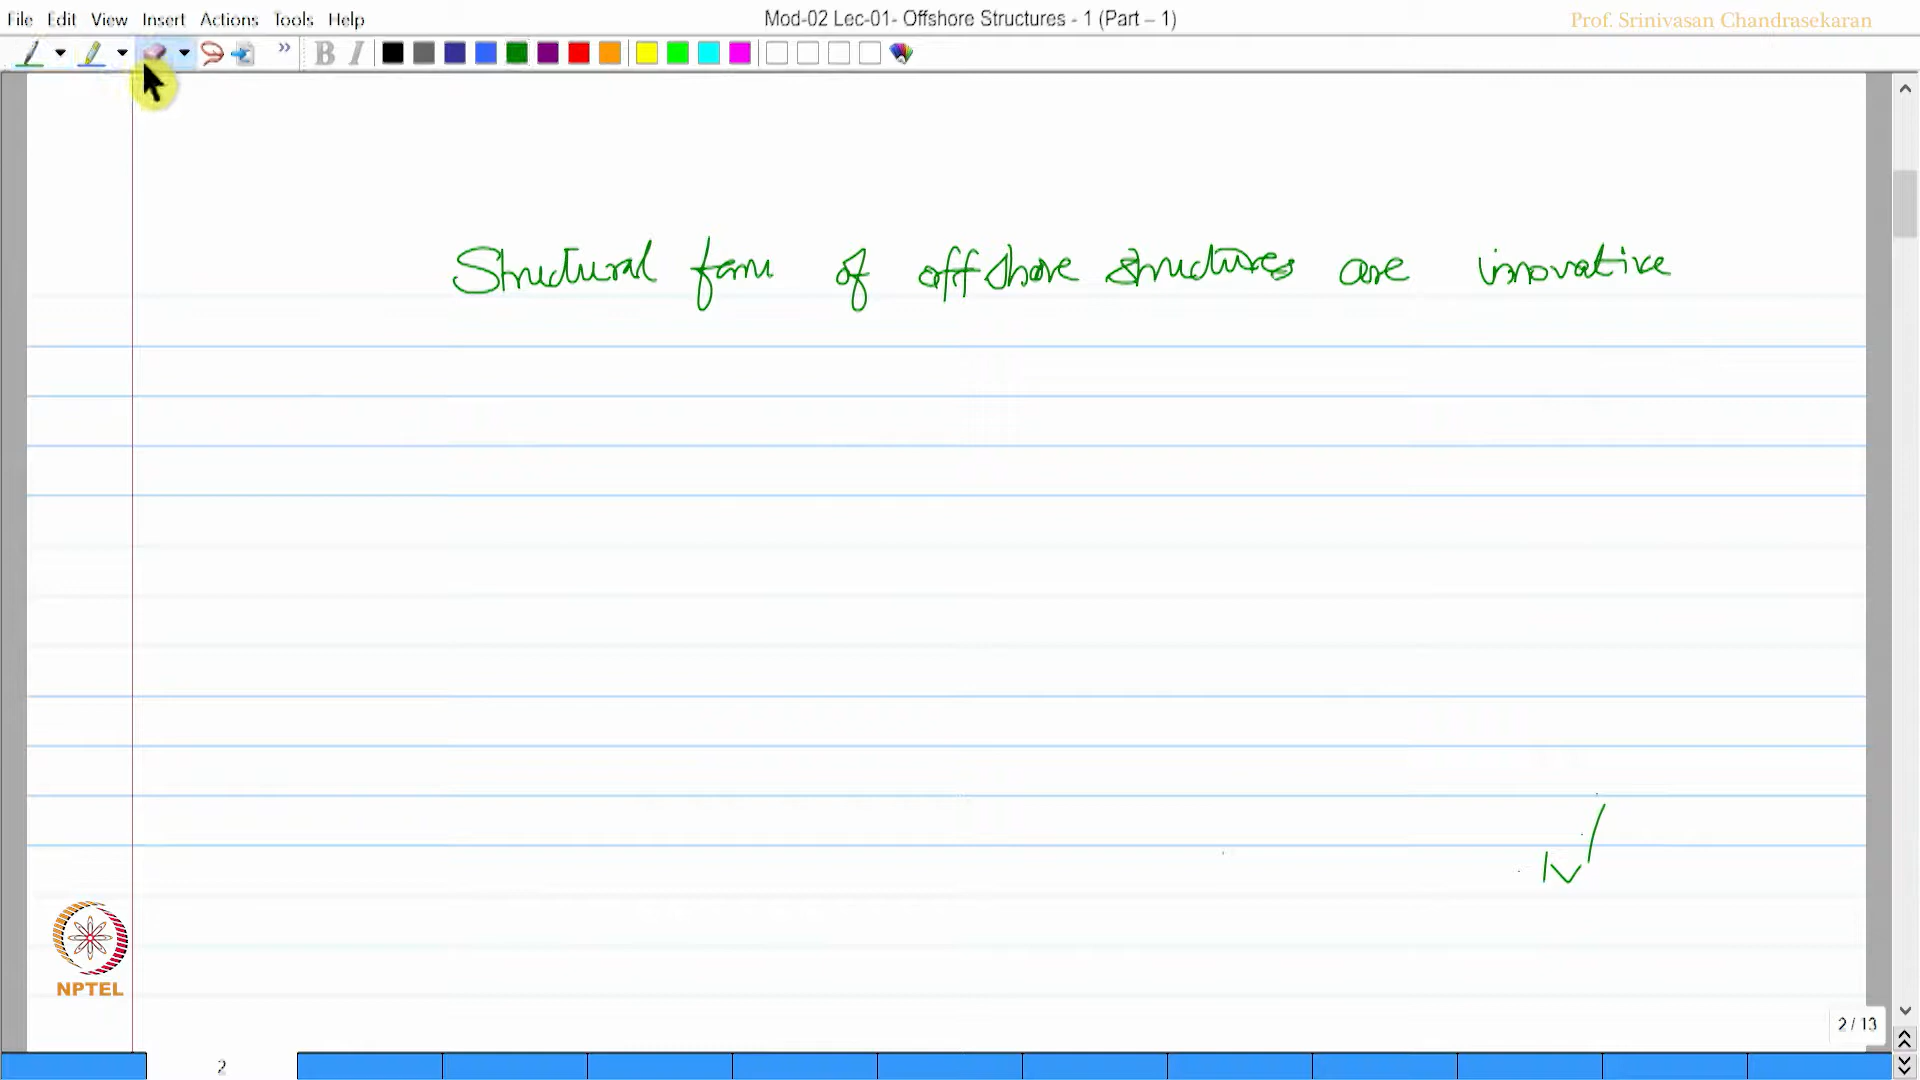 File Edit View Insert Actions Tools Help
Mod-02 Lec-01- Offshore Structures - 1 (Part – 1)
Prof. Srinivasan Chandrasekaran
B I
Structural form of offshore structures are innovative
NPTEL
2 / 13
2